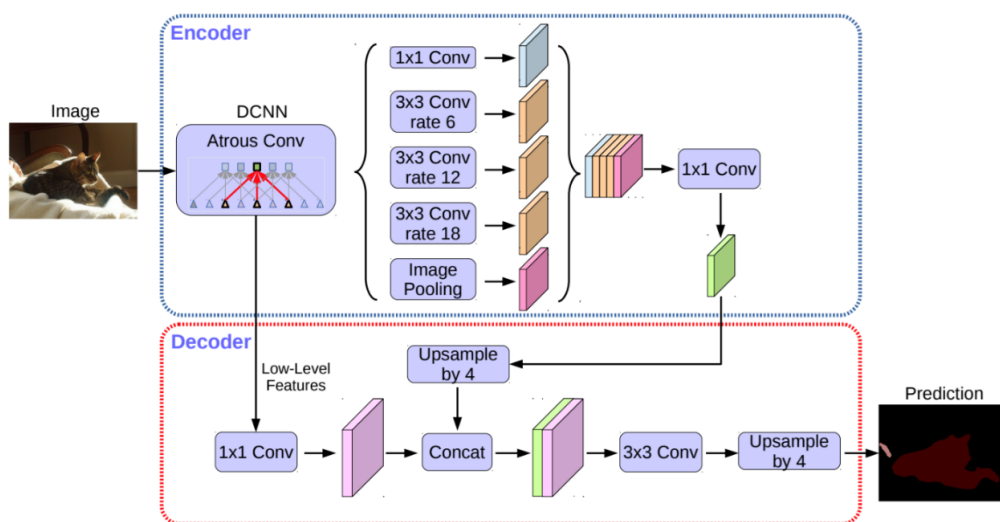 Encoder
Image
DCNN
Atrous Conv
1x1 Conv
3x3 Conv
rate 6
3x3 Conv
rate 12
3x3 Conv
rate 18
Image
Pooling
1x1 Conv
Decoder
Low-Level
Features
Upsample
by 4
1x1 Conv
Concat
3x3 Conv
Upsample
by 4
Prediction